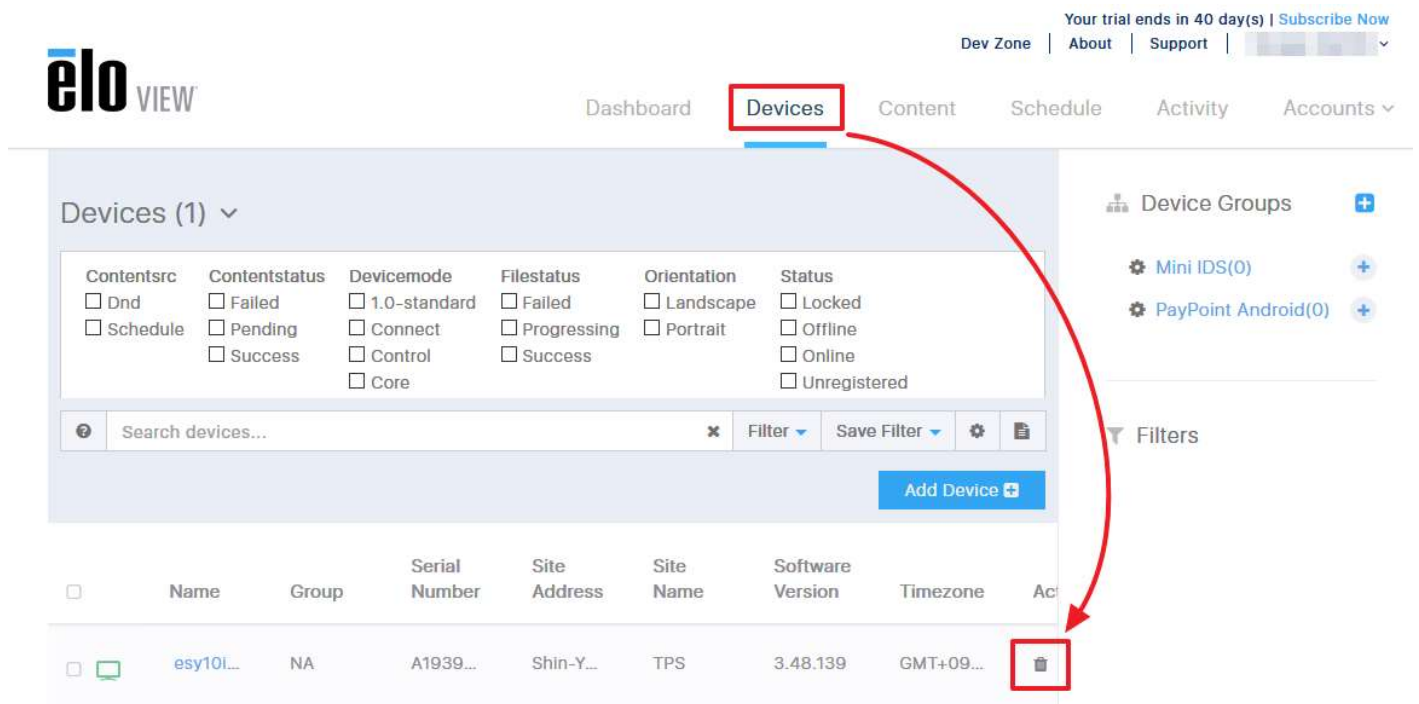 Your trial ends in 40 day(s) | Subscribe Now
Dev Zone | About | Support |
ēlo VIEW
Dashboard Devices Content Schedule Activity Accounts
Devices (1)
Contentsrc Contentstatus Devicemode Filestatus Orientation Status
Dnd Failed 1.0-standard Failed Landscape Locked
Schedule Pending Connect Progressing Portrait Offline
Success Control Success Online
Core Unregistered
Search devices... Filter Save Filter
Add Device
Device Groups
Mini IDS(0)
PayPoint Android(0)
Filters
Name Group Serial Number Site Address Site Name Software Version Timezone Act
esy10i... NA A1939... Shin-Y... TPS 3.48.139 GMT+09...